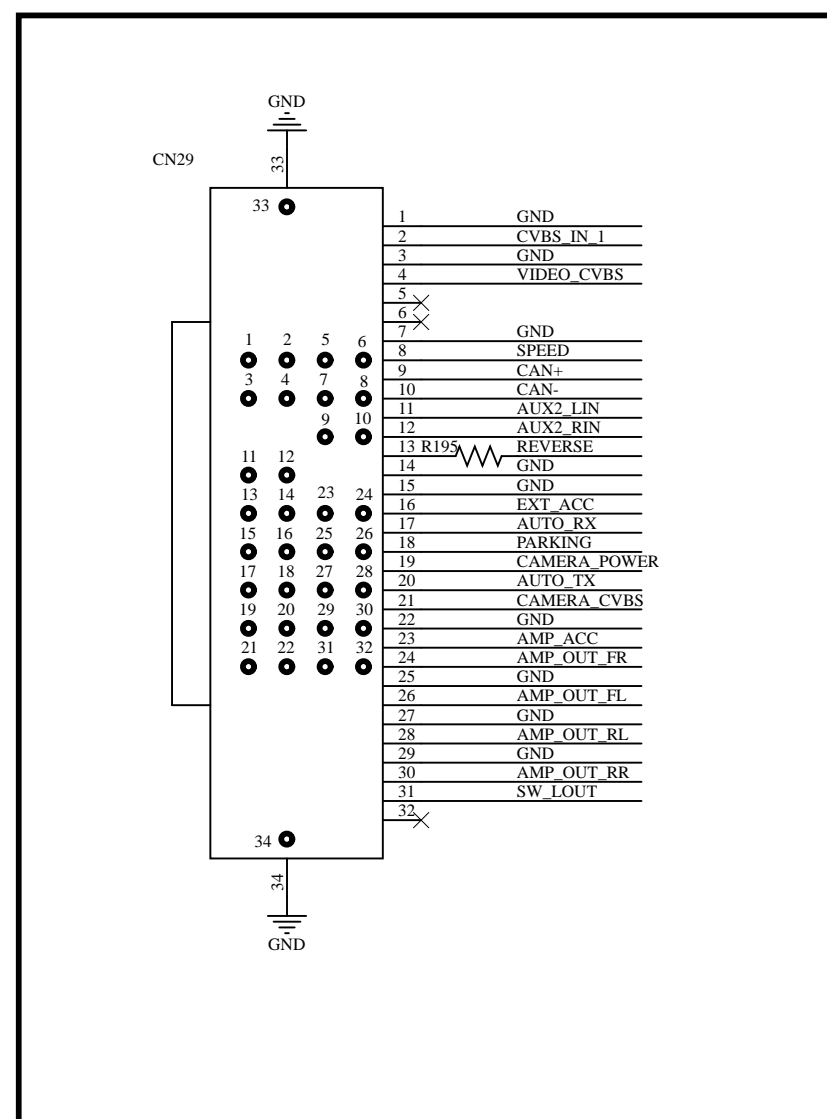 GND
33
CN29
33
1 GND
2 CVBS_IN_1
3 GND
4 VIDEO_CVBS
5
6
7 GND
8 SPEED
9 CAN+
10 CAN-
11 AUX2_LIN
12 AUX2_RIN
13 R195 REVERSE
14 GND
15 GND
16 EXT_ACC
17 AUTO_RX
18 PARKING
19 CAMERA_POWER
20 AUTO_TX
21 CAMERA_CVBS
22 GND
23 AMP_ACC
24 AMP_OUT_FR
25 GND
26 AMP_OUT_FL
27 GND
28 AMP_OUT_RL
29 GND
30 AMP_OUT_RR
31 SW_LOUT
32
1 2 5 6
3 4 7 8
9 10
11 12
13 14 23 24
15 16 25 26
17 18 27 28
19 20 29 30
21 22 31 32
34
34
GND